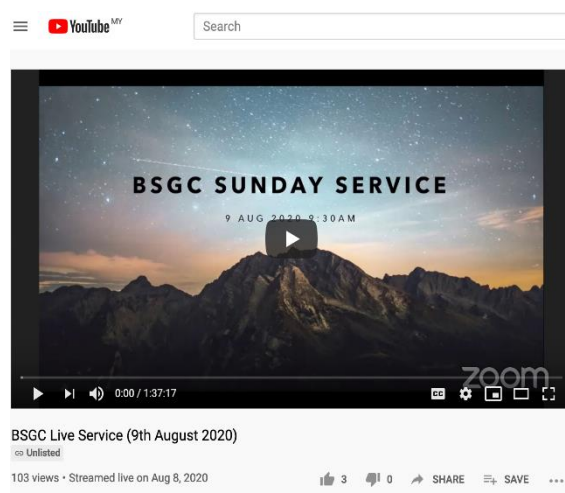 YouTube MY
Search
BSGC SUNDAY SERVICE
9 AUG 2020 9:30AM
zoom
0:00 / 1:37:17
CC
BSGC Live Service (9th August 2020)
Unlisted
103 views • Streamed live on Aug 8, 2020
3 0 SHARE SAVE